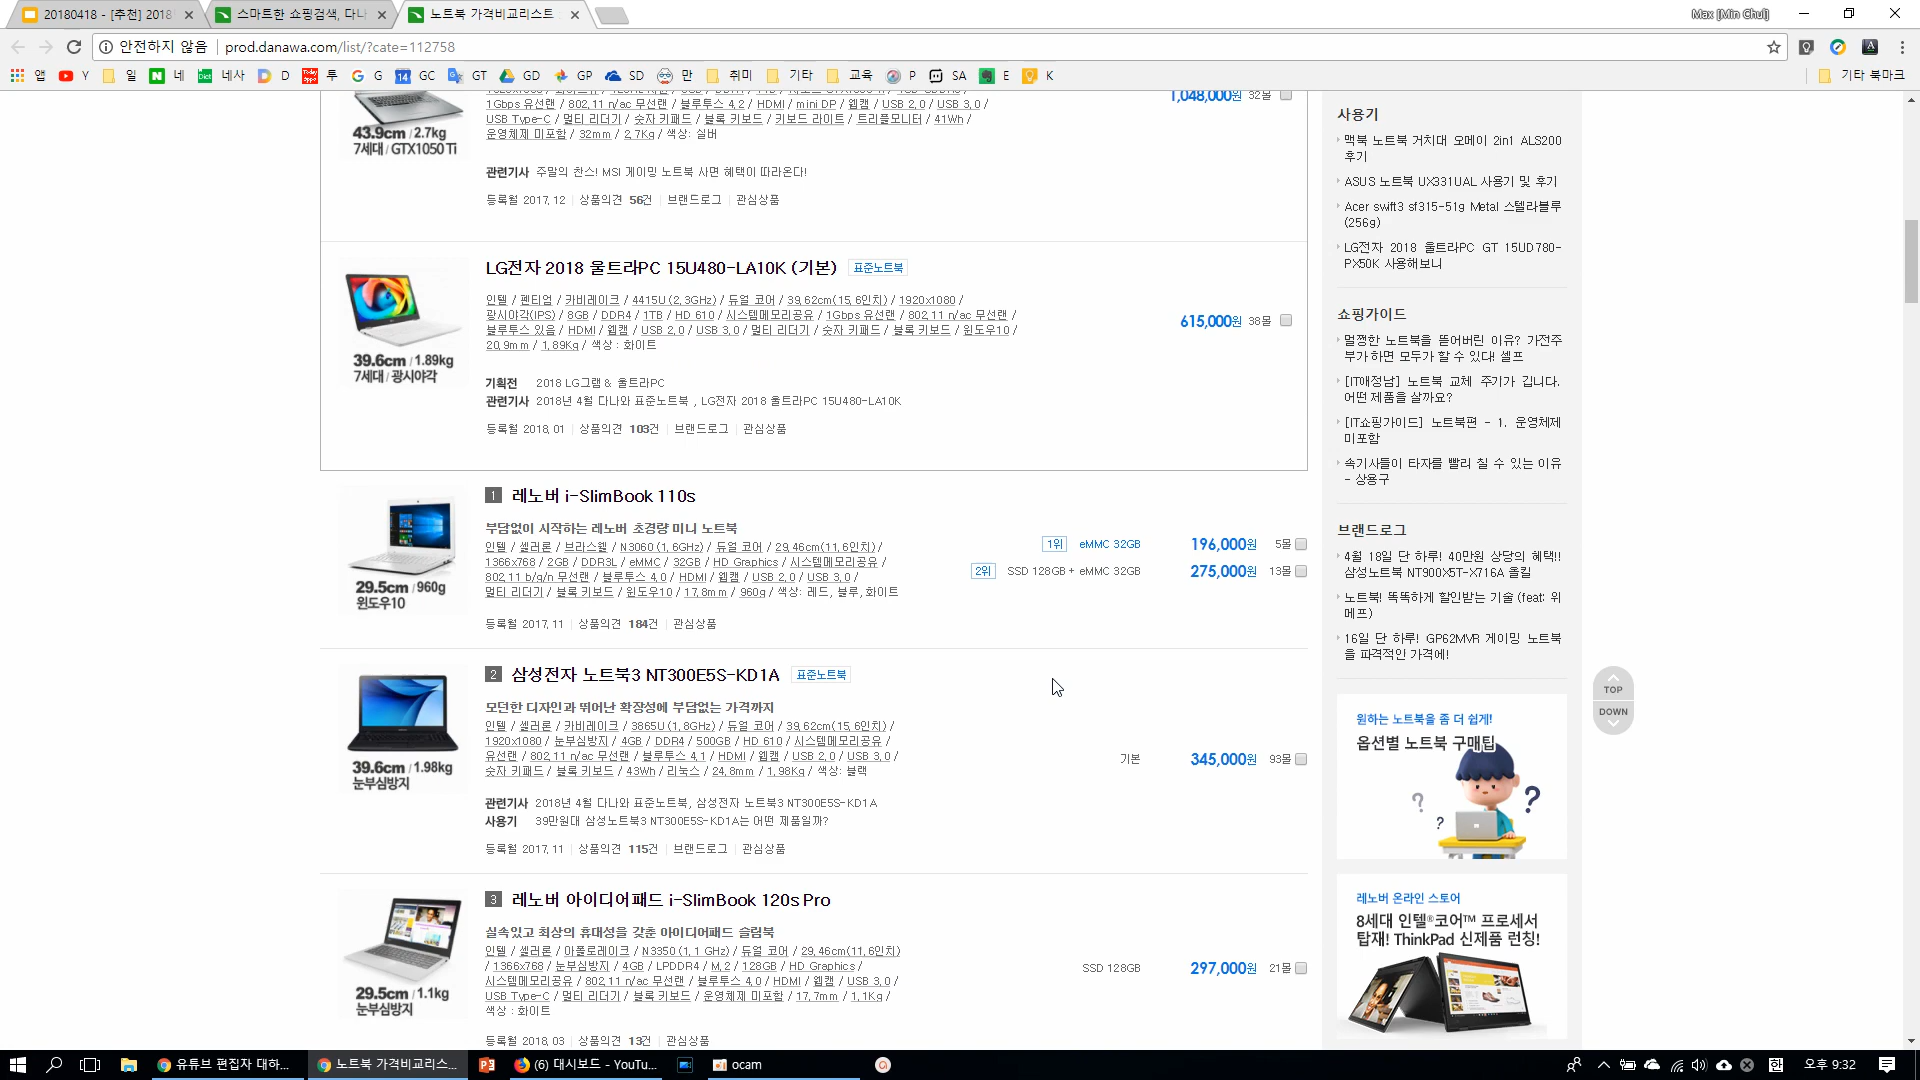 20180418 - [추천] 2018
스마트한 쇼핑검색, 다나
노트북 가격비교리스트
Max [Min Chul]
안전하지 않음
prod.danawa.com/list/?cate=112758
앱 Y 일 네 네사 D 투 G GC GT GD GP SD 만 취미 기타 교육 P SA E K 기타 북마크
1Gbps 유선랜 / 802.11 n/ac 무선랜 / 블루투스 4.2 / HDMI / mini DP / 웹캠 / USB 2.0 / USB 3.0 /
USB Type-C / 멀티 리더기 / 숫자 키패드 / 블록 키보드 / 키보드 라이트 / 트리플모니터 / 41Wh /
운영체제 미포함 / 32mm / 2.7Kg / 색상: 실버
1,048,000원 32몰
43.9cm / 2.7kg
7세대 / GTX1050 Ti
관련기사 주말의 찬스! MSI 게이밍 노트북 사면 혜택이 따라온다!
등록월 2017.12 상품의견 56건 브랜드로그 관심상품
LG전자 2018 울트라PC 15U480-LA10K (기본) 표준노트북
인텔 / 펜티엄 / 카비레이크 / 4415U (2.3GHz) / 듀얼 코어 / 39.62cm(15.6인치) / 1920x1080 /
광시야각(IPS) / 8GB / DDR4 / 1TB / HD 610 / 시스템메모리공유 / 1Gbps 유선랜 / 802.11 n/ac 무선랜 /
블루투스 있음 / HDMI / 웹캠 / USB 2.0 / USB 3.0 / 멀티 리더기 / 숫자 키패드 / 블록 키보드 / 윈도우10 /
20.9mm / 1.89Kg / 색상 : 화이트
615,000원 38몰
39.6cm / 1.89kg
7세대 / 광시야각
기획전 2018 LG그램 & 울트라PC
관련기사 2018년 4월 다나와 표준노트북 , LG전자 2018 울트라PC 15U480-LA10K
등록월 2018.01 상품의견 103건 브랜드로그 관심상품
1 레노버 i-SlimBook 110s
부담없이 시작하는 레노버 초경량 미니 노트북
인텔 / 셀러론 / 브라스웰 / N3060 (1.6GHz) / 듀얼 코어 / 29.46cm(11.6인치) /
1366x768 / 2GB / DDR3L / eMMC / 32GB / HD Graphics / 시스템메모리공유 /
802.11 b/g/n 무선랜 / 블루투스 4.0 / HDMI / 웹캠 / USB 2.0 / USB 3.0 /
멀티 리더기 / 블록 키보드 / 윈도우10 / 17.8mm / 960g / 색상: 레드, 블루, 화이트
1위 eMMC 32GB 196,000원 5몰
2위 SSD 128GB + eMMC 32GB 275,000원 13몰
29.5cm / 960g
윈도우10
등록월 2017.11 상품의견 184건 관심상품
2 삼성전자 노트북3 NT300E5S-KD1A 표준노트북
모던한 디자인과 뛰어난 확장성에 부담없는 가격까지
인텔 / 셀러론 / 카비레이크 / 3865U (1.8GHz) / 듀얼 코어 / 39.62cm(15.6인치) /
1920x1080 / 눈부심방지 / 4GB / DDR4 / 500GB / HD 610 / 시스템메모리공유 /
유선랜 / 802.11 n/ac 무선랜 / 블루투스 4.1 / HDMI / 웹캠 / USB 2.0 / USB 3.0 /
숫자 키패드 / 블록 키보드 / 43Wh / 리눅스 / 24.8mm / 1.98Kg / 색상: 블랙
기본 345,000원 93몰
39.6cm / 1.98kg
눈부심방지
관련기사 2018년 4월 다나와 표준노트북, 삼성전자 노트북3 NT300E5S-KD1A
사용기 39만원대 삼성노트북3 NT300E5S-KD1A는 어떤 제품일까?
등록월 2017.11 상품의견 115건 브랜드로그 관심상품
3 레노버 아이디어패드 i-SlimBook 120s Pro
실속있고 최상의 휴대성을 갖춘 아이디어패드 슬림북
인텔 / 셀러론 / 아폴로레이크 / N3350 (1.1 GHz) / 듀얼 코어 / 29.46cm(11.6인치)
/ 1366x768 / 눈부심방지 / 4GB / LPDDR4 / M.2 / 128GB / HD Graphics /
시스템메모리공유 / 802.11 n/ac 무선랜 / 블루투스 4.0 / HDMI / 웹캠 / USB 3.0 /
USB Type-C / 멀티 리더기 / 블록 키보드 / 운영체제 미포함 / 17.7mm / 1.1Kg /
색상 : 화이트
SSD 128GB 297,000원 21몰
29.5cm / 1.1kg
눈부심방지
등록월 2018.03 상품의견 13건 관심상품
사용기
맥북 노트북 거치대 오메이 2in1 ALS200
후기
ASUS 노트북 UX331UAL 사용기 및 후기
Acer swift3 sf315-51g Metal 스텔라블루
(256g)
LG전자 2018 울트라PC GT 15UD780-
PX50K 사용해보니
쇼핑가이드
멀쩡한 노트북을 뜯어버린 이유? 가전주
부가 하면 모두가 할 수 있다! 셀프
[IT애정남] 노트북 교체 주기가 깁니다.
어떤 제품을 살까요?
[IT쇼핑가이드] 노트북편 - 1. 운영체제
미포함
속기사들이 타자를 빨리 칠 수 있는 이유
- 상용구
브랜드로그
4월 18일 단 하루! 40만원 상당의 혜택!!
삼성노트북 NT900X5T-X716A 올킬
노트북! 똑똑하게 할인받는 기술 (feat: 위
메프)
16일 단 하루! GP62MVR 게이밍 노트북
을 파격적인 가격에!
원하는 노트북을 좀 더 쉽게!
옵션별 노트북 구매팁
? ? ?
레노버 온라인 스토어
8세대 인텔®코어™ 프로세서
탑재! ThinkPad 신제품 런칭!
TOP
DOWN
유튜브 편집자 대하...
노트북 가격비교리스...
(6) 대시보드 - YouTu...
ocam
한
오후 9:32